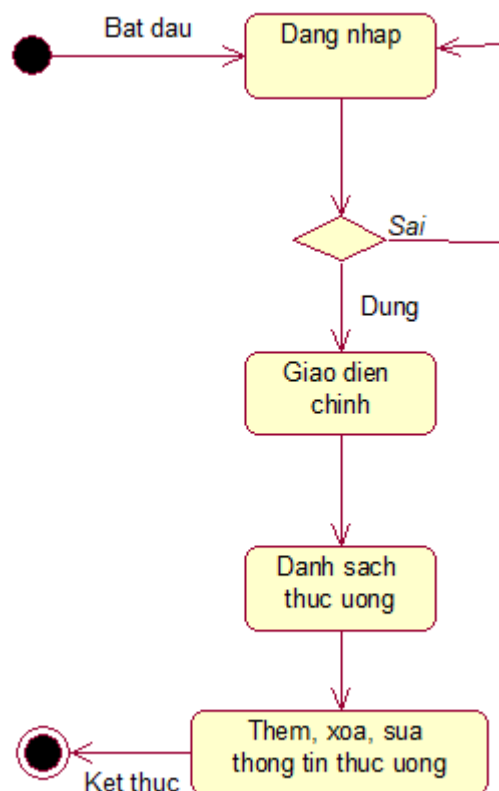 Bat dau
Dang nhap
Sai
Dung
Giao dien
chinh
Danh sach
thuc uong
Them, xoa, sua
thong tin thuc uong
Ket thuc